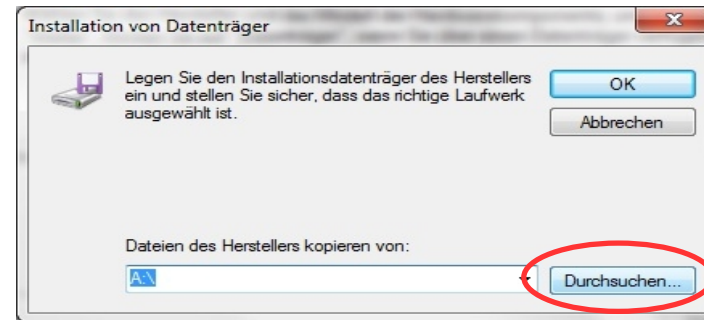 Installation von Datenträger
Legen Sie den Installationsdatenträger des Herstellers
ein und stellen Sie sicher, dass das richtige Laufwerk
ausgewählt ist.
OK
Abbrechen
Dateien des Herstellers kopieren von:
A:\
Durchsuchen...